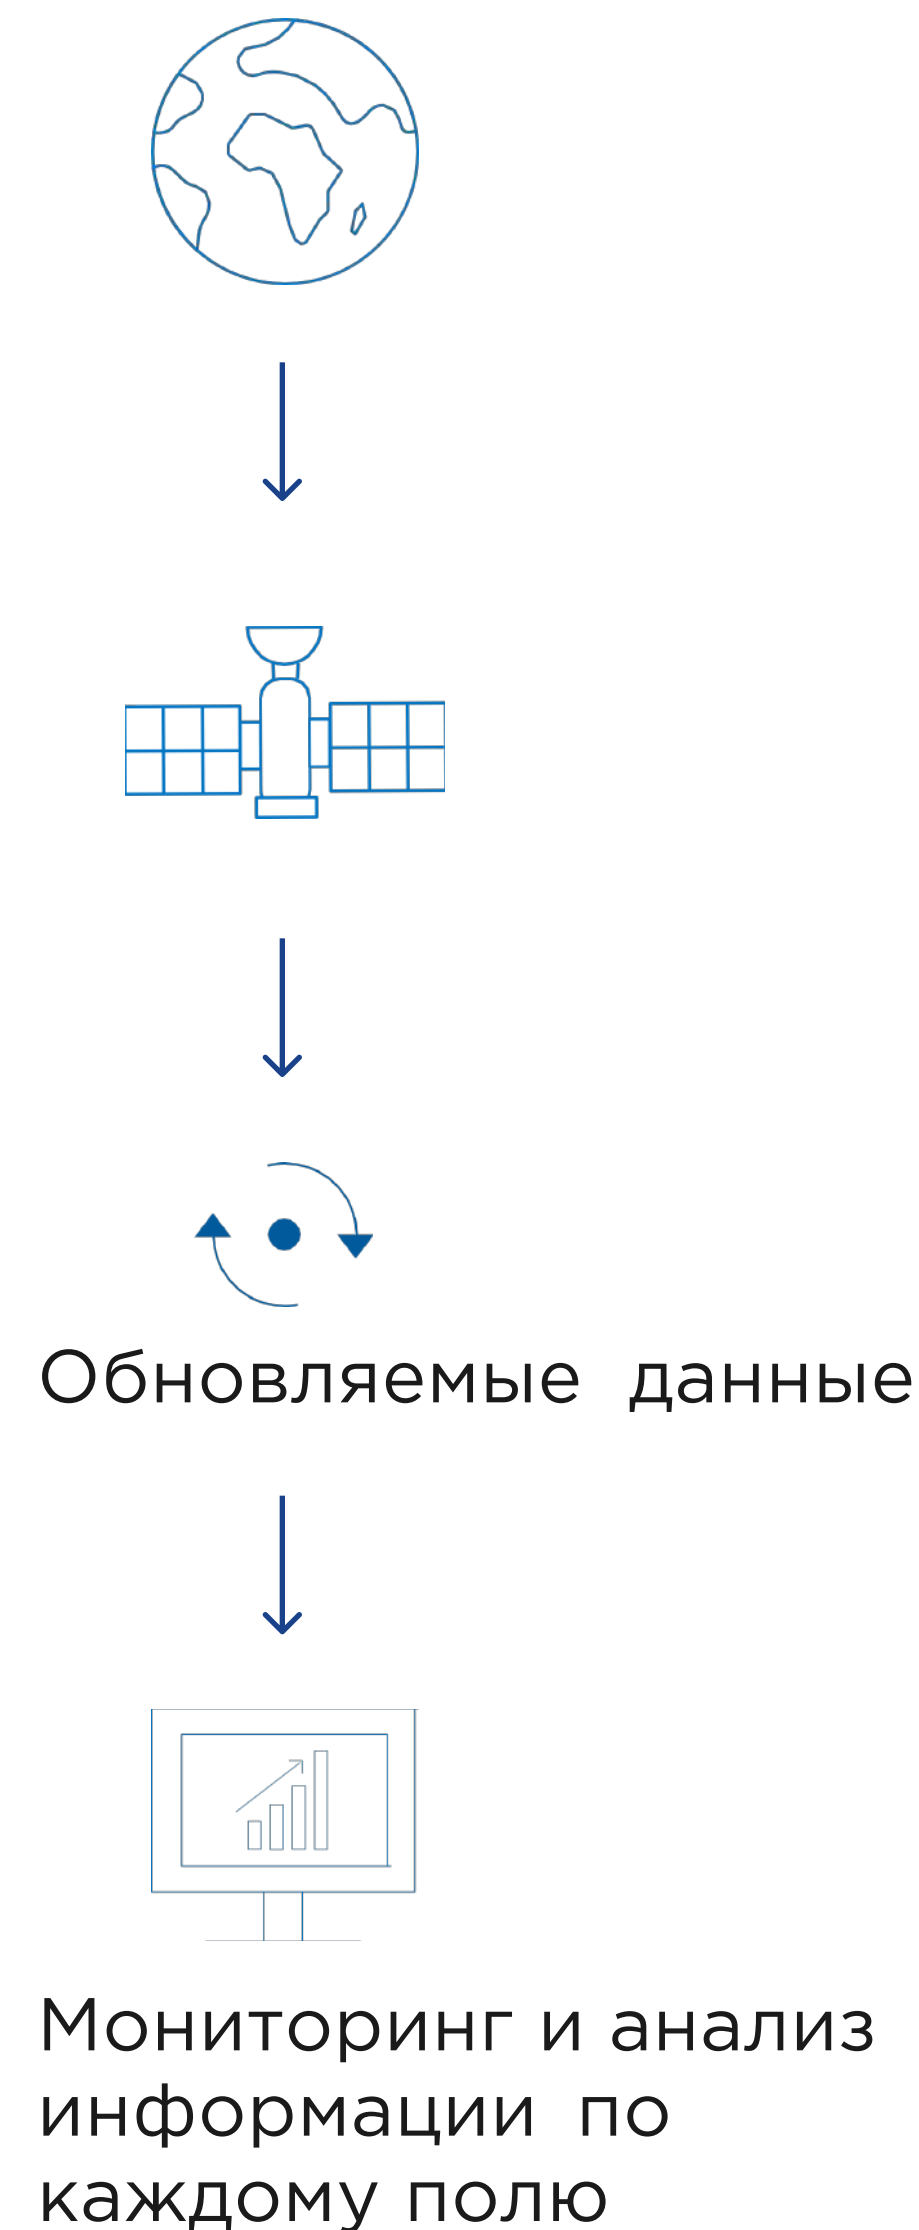 Обновляемые данные
Мониторинг и анализ
информации по
каждому полю